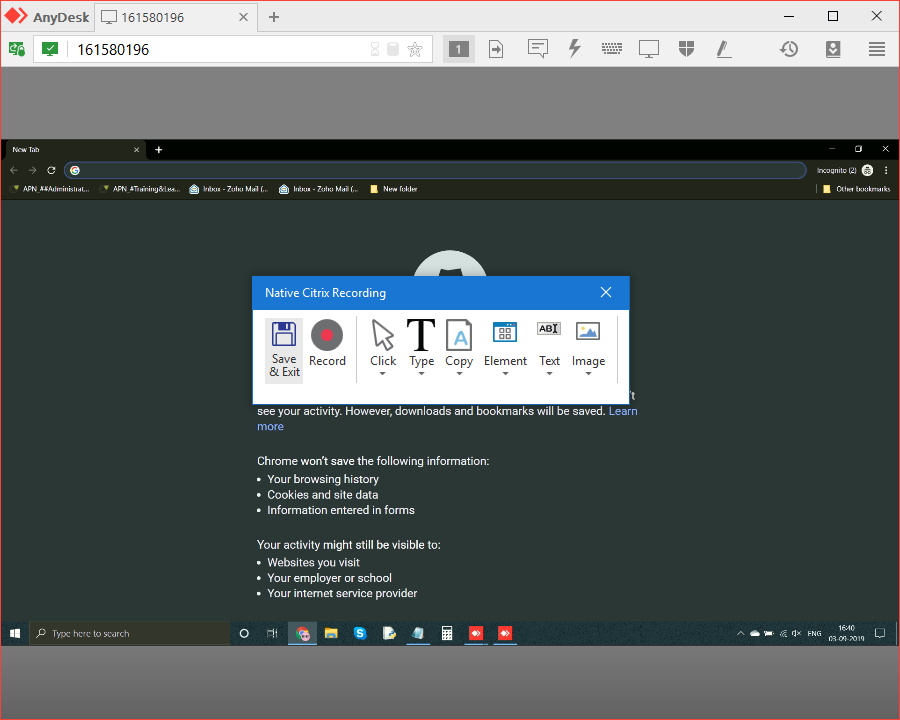 AnyDesk
161580196
161580196
1
New Tab
Incognito (2)
APN_##Administrat...
APN_#Training&Lea...
Inbox - Zoho Mail (...
Inbox - Zoho Mail (...
New folder
Other bookmarks
Native Citrix Recording
Save & Exit
Record
Click
Type
Copy
Element
Text
Image
T
A
AB
't
see your activity. However, downloads and bookmarks will be saved. Learn
more
Chrome won't save the following information:
Your browsing history
Cookies and site data
Information entered in forms
Your activity might still be visible to:
Websites you visit
Your employer or school
Your internet service provider
Type here to search
ENG
16:40
03-09-2019